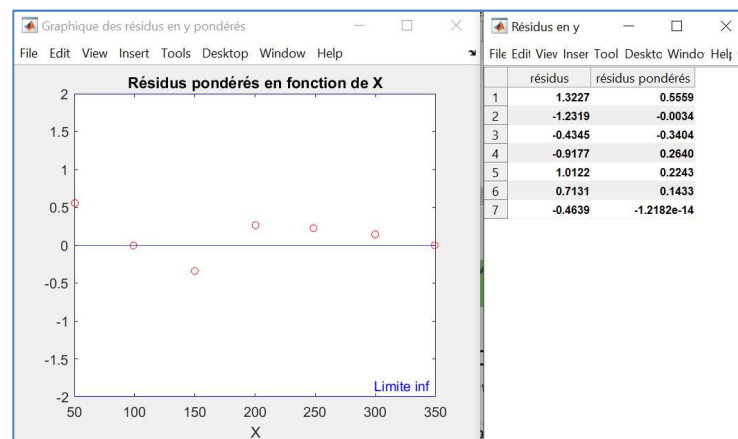 Graphique des résidus en y pondérés
File Edit View Insert Tools Desktop Window Help
Résidus pondérés en fonction de X
2
1.5
1
0.5
0
-0.5
-1
-1.5
-2
Limite inf
50 100 150 200 250 300 350
X
Résidus en y
File Edit View Inser Tool Deskto Windo Help
résidus résidus pondérés
1 1.3227 0.5559
2 -1.2319 -0.0034
3 -0.4345 -0.3404
4 -0.9177 0.2640
5 1.0122 0.2243
6 0.7131 0.1433
7 -0.4639 -1.2182e-14